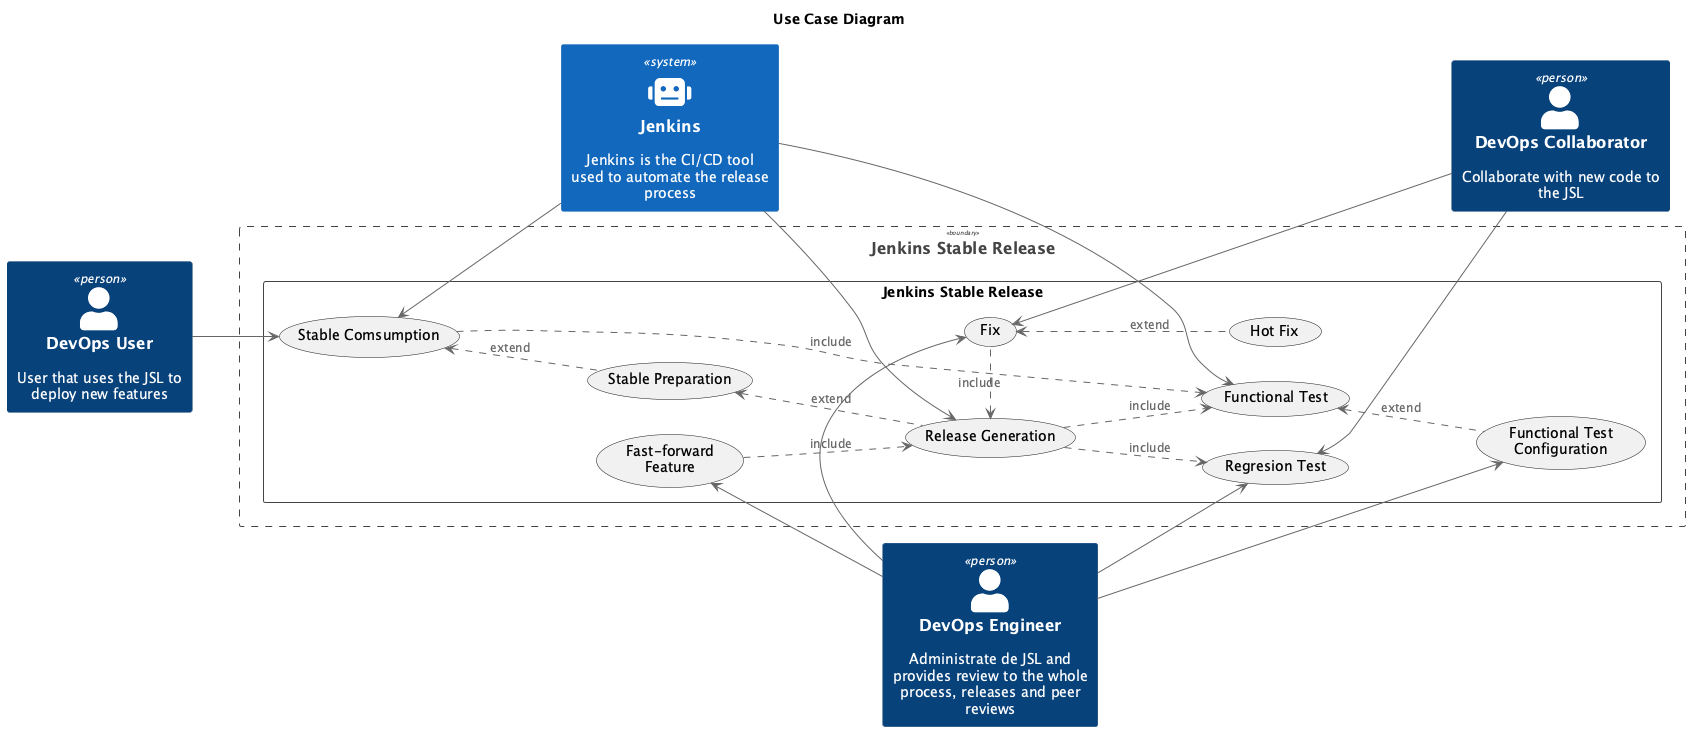 Use Case Diagram
«system»
Jenkins
Jenkins is the CI/CD tool
used to automate the release
process
«person»
DevOps Collaborator
Collaborate with new code to
the JSL
«boundary»
Jenkins Stable Release
«person»
DevOps User
User that uses the JSL to
deploy new features
Jenkins Stable Release
Stable Comsumption
Fix
Hot Fix
extend
include
extend
Stable Preparation
include
Functional Test
extend
include
extend
Release Generation
Functional Test
Configuration
Fast-forward
Feature
include
include
Regresion Test
«person»
DevOps Engineer
Administrate de JSL and
provides review to the whole
process, releases and peer
reviews